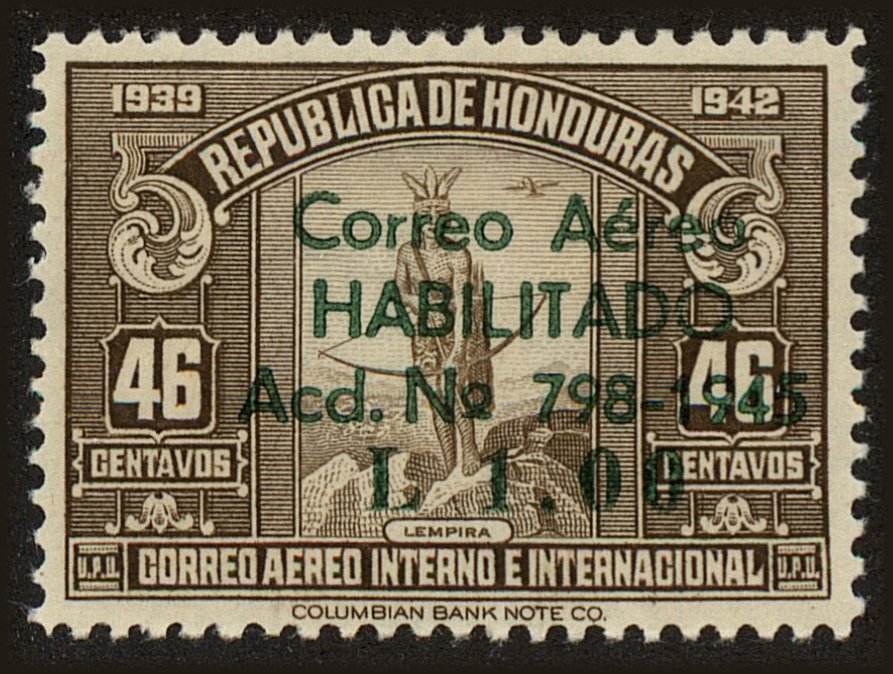 1939 1942
REPUBLICA DE HONDURAS
Correo Aéreo
HABILITADO
46 46
Acd. No 798-1945
CENTAVOS CENTAVOS
L 1.00
LEMPIRA
U.P.U. CORREO AEREO INTERNO E INTERNACIONAL U.P.U.
COLUMBIAN BANK NOTE CO.